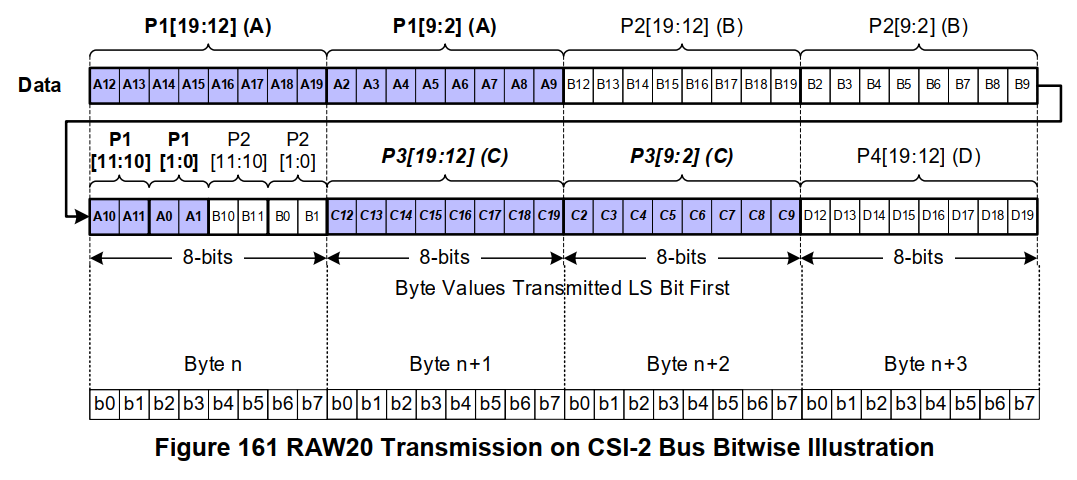 P1[19:12] (A) P1[9:2] (A) P2[19:12] (B) P2[9:2] (B)
Data A12 A13 A14 A15 A16 A17 A18 A19 A2 A3 A4 A5 A6 A7 A8 A9 B12 B13 B14 B15 B16 B17 B18 B19 B2 B3 B4 B5 B6 B7 B8 B9
P1 P1 P2 P2
[11:10] [1:0] [11:10] [1:0] P3[19:12] (C) P3[9:2] (C) P4[19:12] (D)
A10 A11 A0 A1 B10 B11 B0 B1 C12 C13 C14 C15 C16 C17 C18 C19 C2 C3 C4 C5 C6 C7 C8 C9 D12 D13 D14 D15 D16 D17 D18 D19
8-bits 8-bits 8-bits 8-bits
Byte Values Transmitted LS Bit First
Byte n Byte n+1 Byte n+2 Byte n+3
b0 b1 b2 b3 b4 b5 b6 b7 b0 b1 b2 b3 b4 b5 b6 b7 b0 b1 b2 b3 b4 b5 b6 b7 b0 b1 b2 b3 b4 b5 b6 b7
Figure 161 RAW20 Transmission on CSI-2 Bus Bitwise Illustration